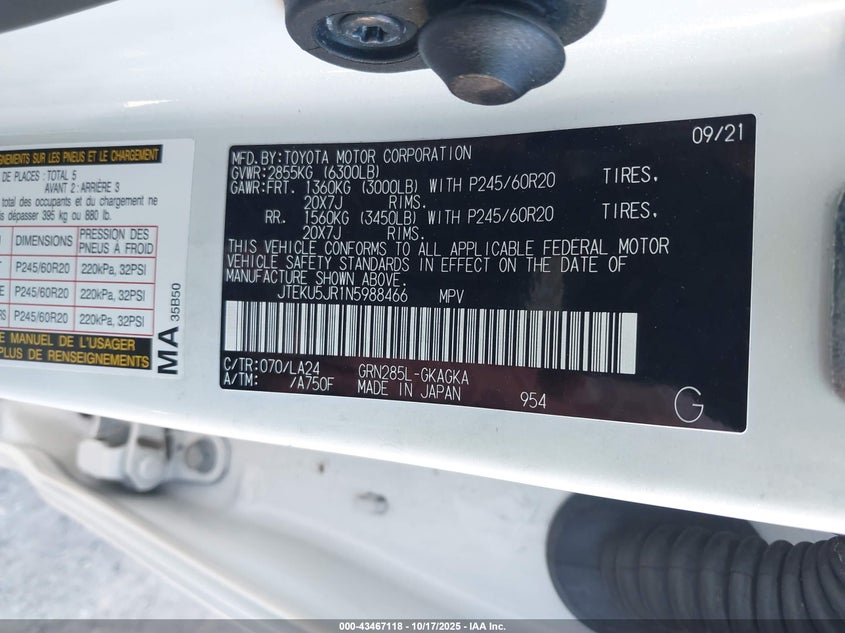 GNEMENTS SUR LES PNEUS ET LE CHARGEMENT
DE PLACES : TOTAL 5
AVANT 2 : ARRIÈRE 3
total des occupants et du chargement ne
dépasser 395 kg ou 880 lb.
DIMENSIONS PRESSION DES PNEUS À FROID
P245/60R20 220kPa, 32PSI
P245/60R20 220kPa, 32PSI
P245/60R20 220kPa, 32PSI
E MANUEL DE L'USAGER
PLUS DE RENSEIGNEMENTS
MA 35B50
09/21
MFD.BY:TOYOTA MOTOR CORPORATION
GVWR:2855KG (6300LB)
GAWR:FRT. 1360KG (3000LB) WITH P245/60R20 TIRES,
20X7J RIMS.
RR. 1560KG (3450LB) WITH P245/60R20 TIRES,
20X7J RIMS.
THIS VEHICLE CONFORMS TO ALL APPLICABLE FEDERAL MOTOR
VEHICLE SAFETY STANDARDS IN EFFECT ON THE DATE OF
MANUFACTURE SHOWN ABOVE.
JTEKU5JR1N5988466 MPV
C/TR:070/LA24 GRN285L-GKAGKA
A/TM: /A750F MADE IN JAPAN 954
G
000-43467118 - 10/17/2025 - IAA Inc.